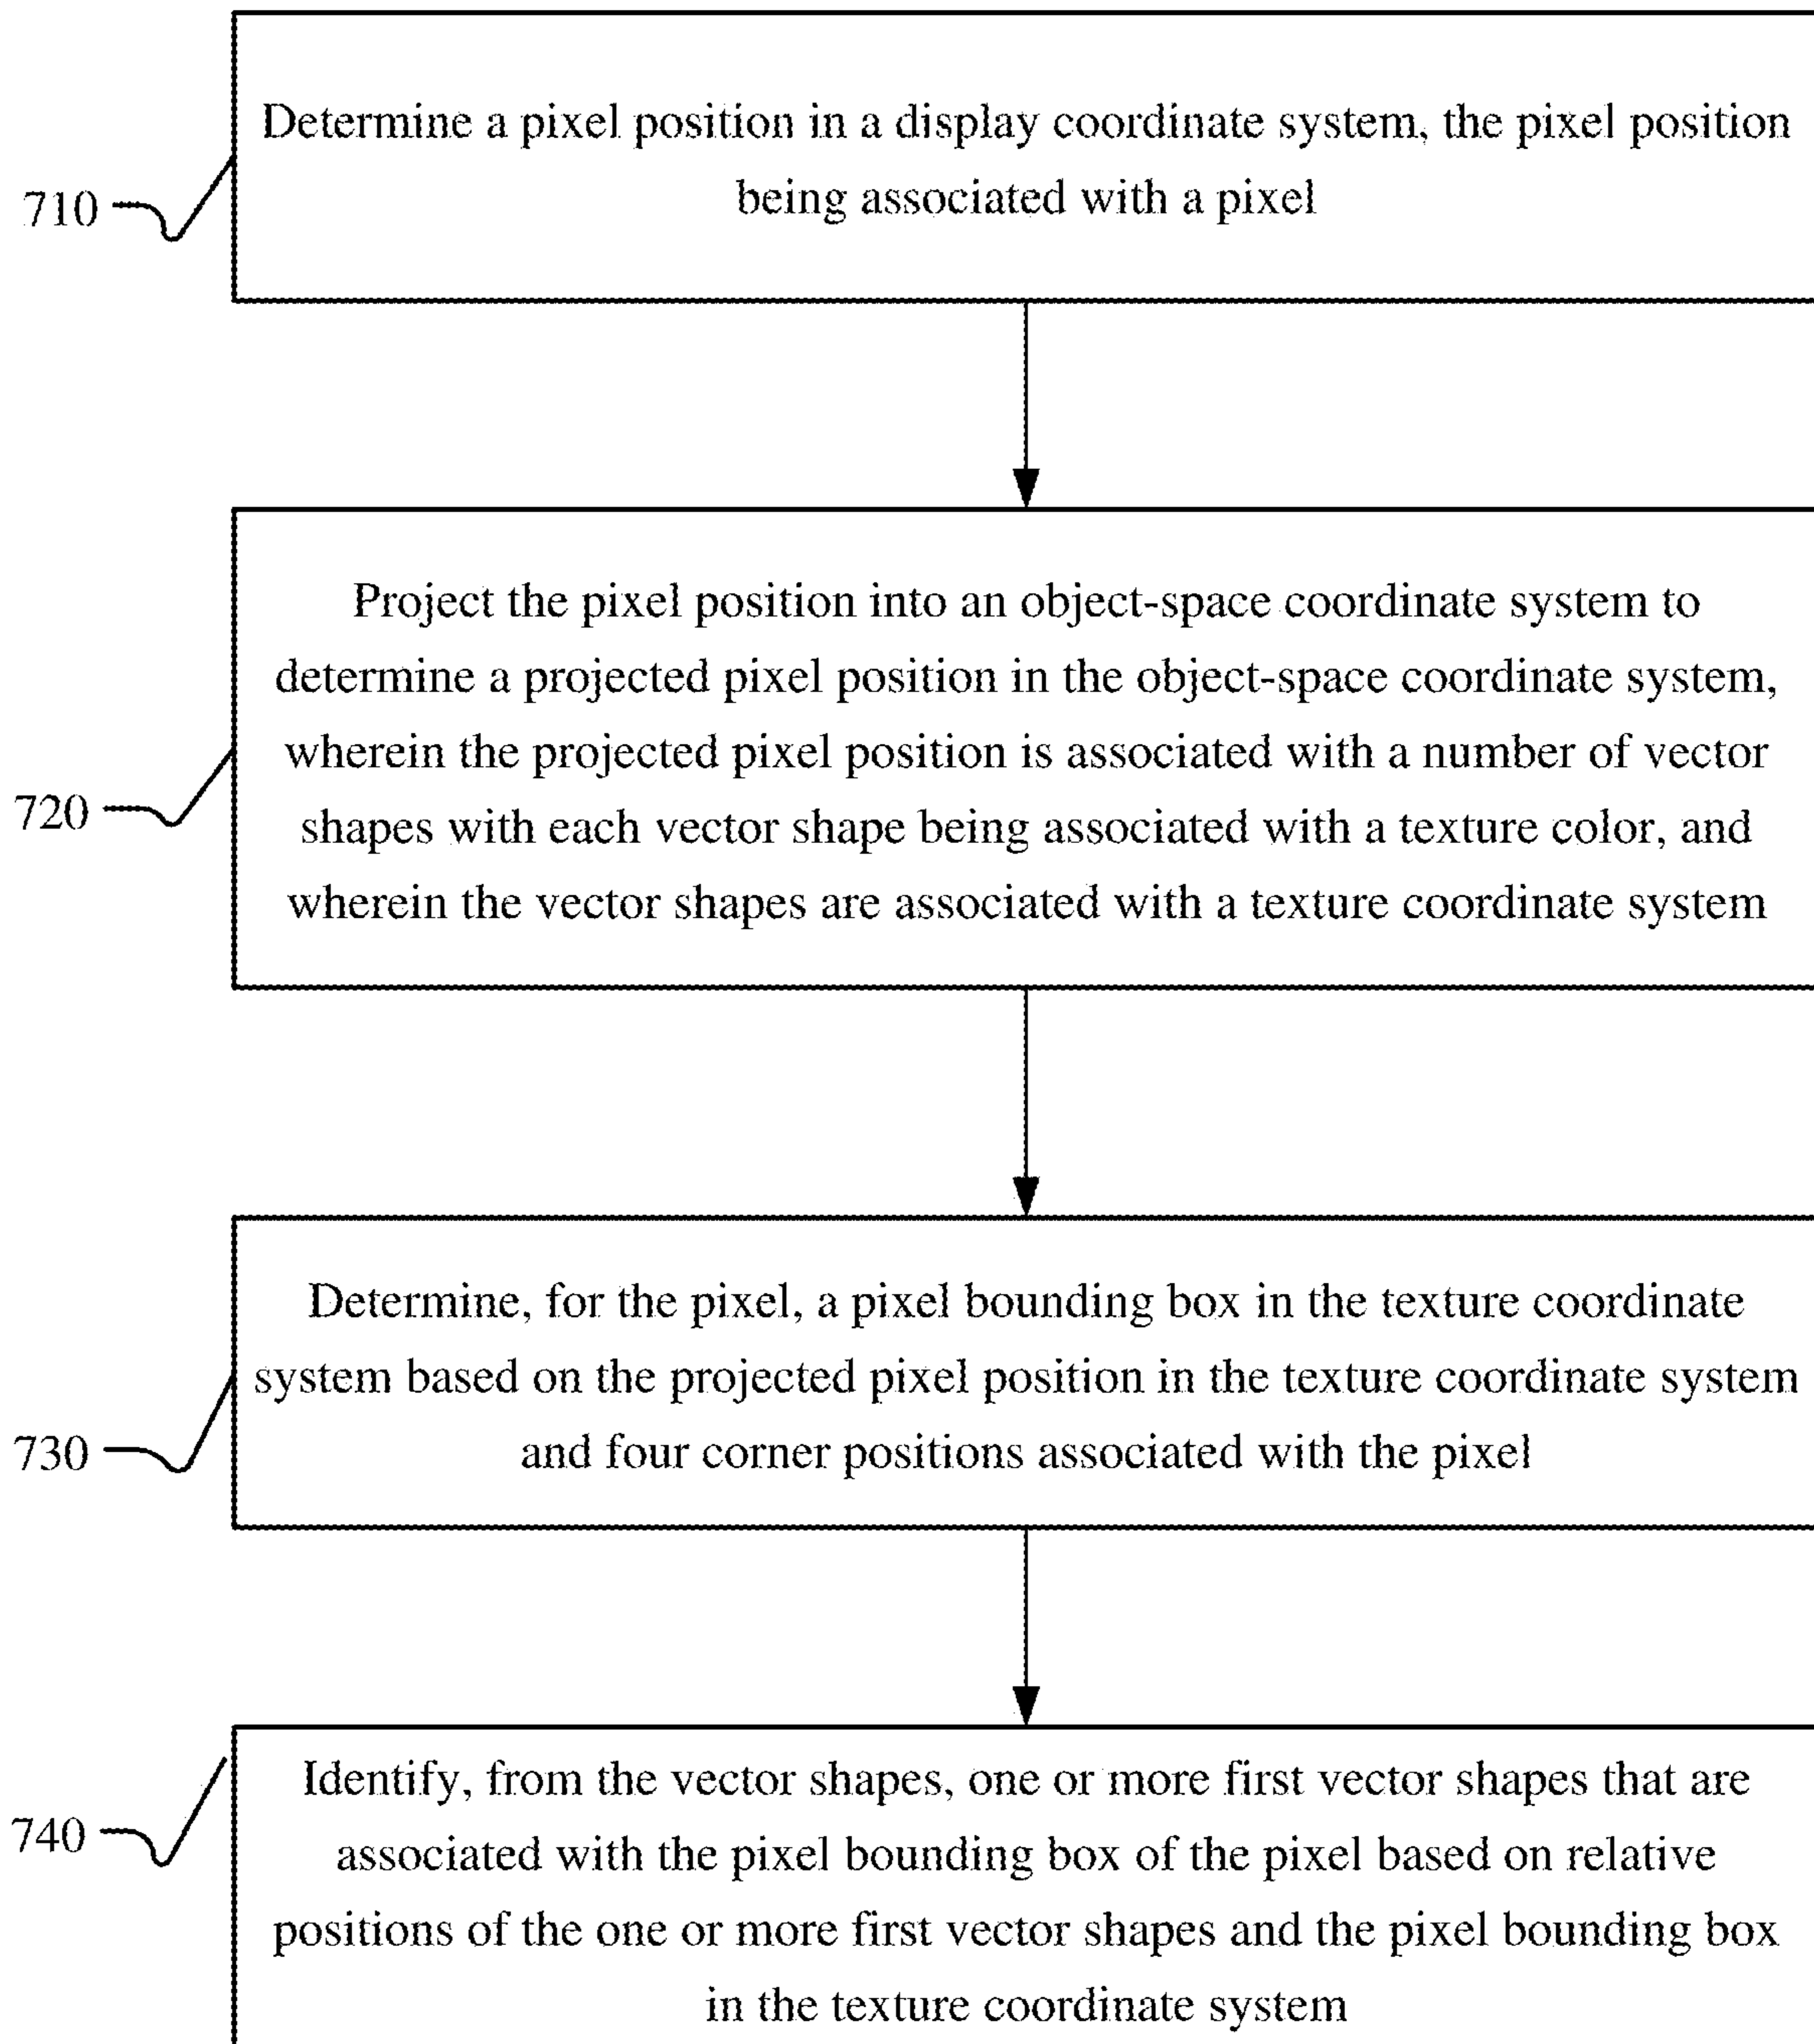 Determine a pixel position in a display coordinate system, the pixel position
being associated with a pixel
710
Project the pixel position into an object-space coordinate system to
determine a projected pixel position in the object-space coordinate system,
wherein the projected pixel position is associated with a number of vector
shapes with each vector shape being associated with a texture color, and
wherein the vector shapes are associated with a texture coordinate system
720
Determine, for the pixel, a pixel bounding box in the texture coordinate
system based on the projected pixel position in the texture coordinate system
and four corner positions associated with the pixel
730
Identify, from the vector shapes, one or more first vector shapes that are
associated with the pixel bounding box of the pixel based on relative
positions of the one or more first vector shapes and the pixel bounding box
in the texture coordinate system
740